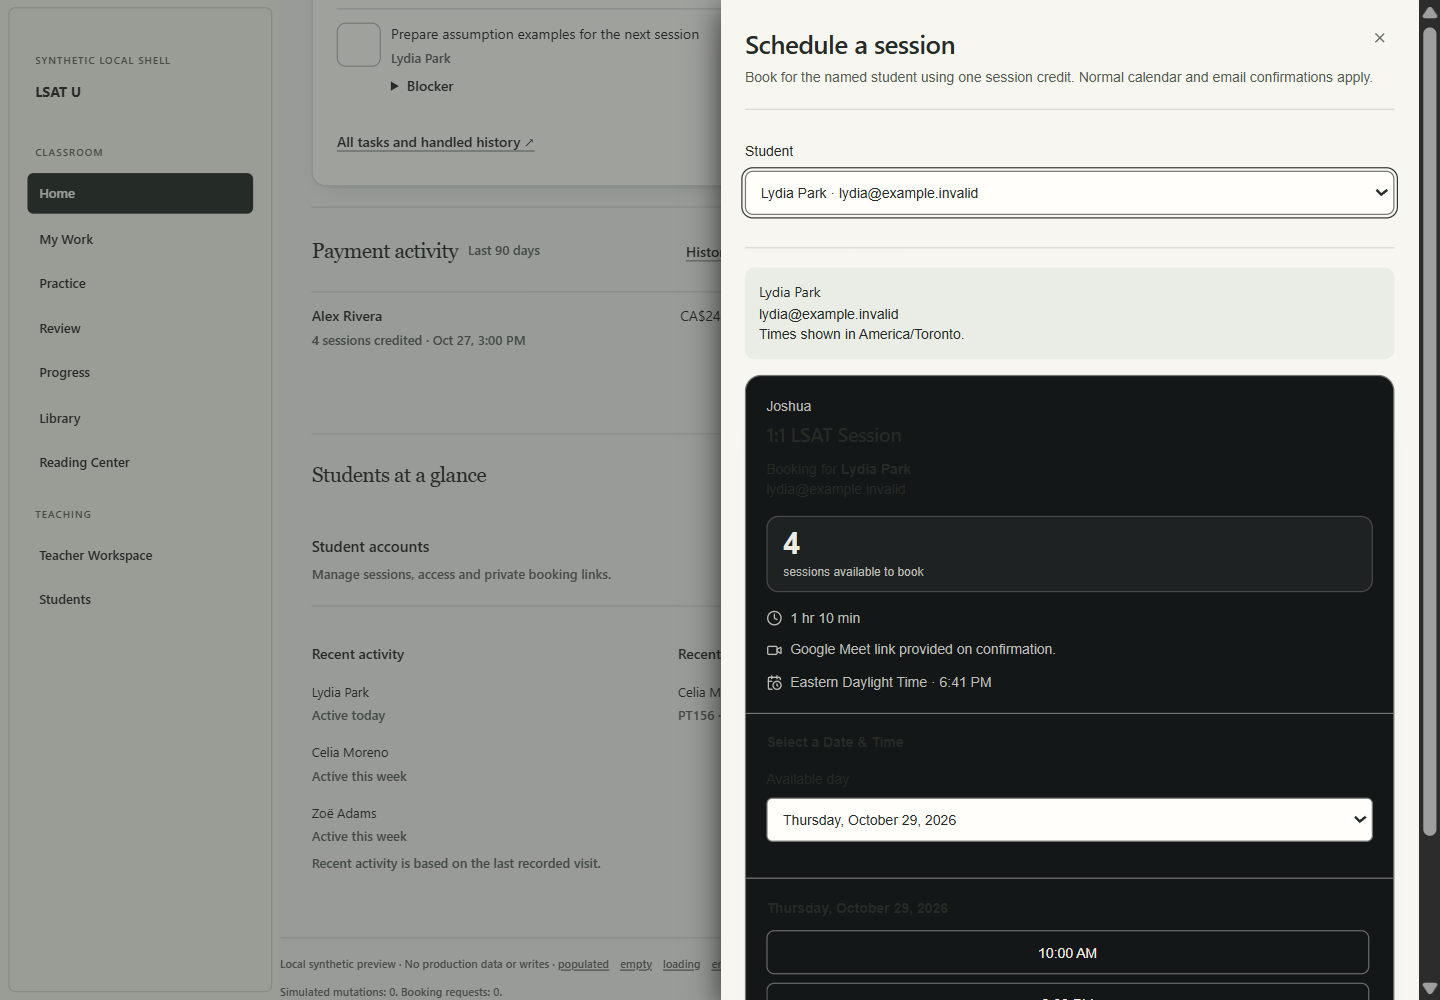 SYNTHETIC LOCAL SHELL
LSAT U
CLASSROOM
Home
My Work
Practice
Review
Progress
Library
Reading Center
TEACHING
Teacher Workspace
Students
Prepare assumption examples for the next session
Lydia Park
Blocker
All tasks and handled history ↗
Payment activity Last 90 days
Alex Rivera
4 sessions credited · Oct 27, 3:00 PM
Students at a glance
Student accounts
Manage sessions, access and private booking links.
Recent activity
Recent
Lydia Park
Active today
Celia M
PT156 ·
Celia Moreno
Active this week
Zoë Adams
Active this week
Recent activity is based on the last recorded visit.
Local synthetic preview · No production data or writes · populated empty loading
Simulated mutations: 0. Booking requests: 0.
Schedule a session
×
Book for the named student using one session credit. Normal calendar and email confirmations apply.
Student
Lydia Park · lydia@example.invalid
Lydia Park
lydia@example.invalid
Times shown in America/Toronto.
Joshua
1:1 LSAT Session
Booking for Lydia Park
lydia@example.invalid
4
sessions available to book
1 hr 10 min
Google Meet link provided on confirmation.
Eastern Daylight Time · 6:41 PM
Select a Date & Time
Available day
Thursday, October 29, 2026
Thursday, October 29, 2026
10:00 AM